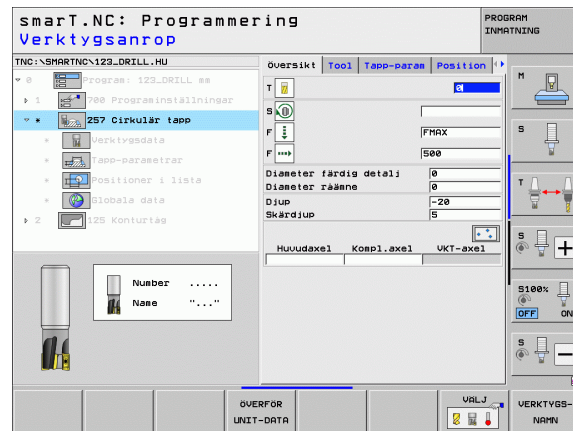 smarT.NC: Programmering
Verktygsanrop
PROGRAM
INMATNING
TNC:\SMARTNC\123_DRILL.HU
0 Program: 123_DRILL mm
1 700 Programinställningar
* 257 Cirkulär tapp
* Verktygsdata
* Tapp-parametrar
* Positioner i lista
* Globala data
2 125 Konturtåg
Number .....
Name "..."
Översikt Tool Tapp-param Position
T 0
S
F FMAX
F 500
Diameter färdig detalj 0
Diameter råämne 0
Djup -20
Skärdjup 5
Huvudaxel Kompl.axel VKT-axel
M
S
T
S
S100%
OFF ON
S
ÖVERFÖR
UNIT-DATA
VÄLJ
VERKTYGS-
NAMN